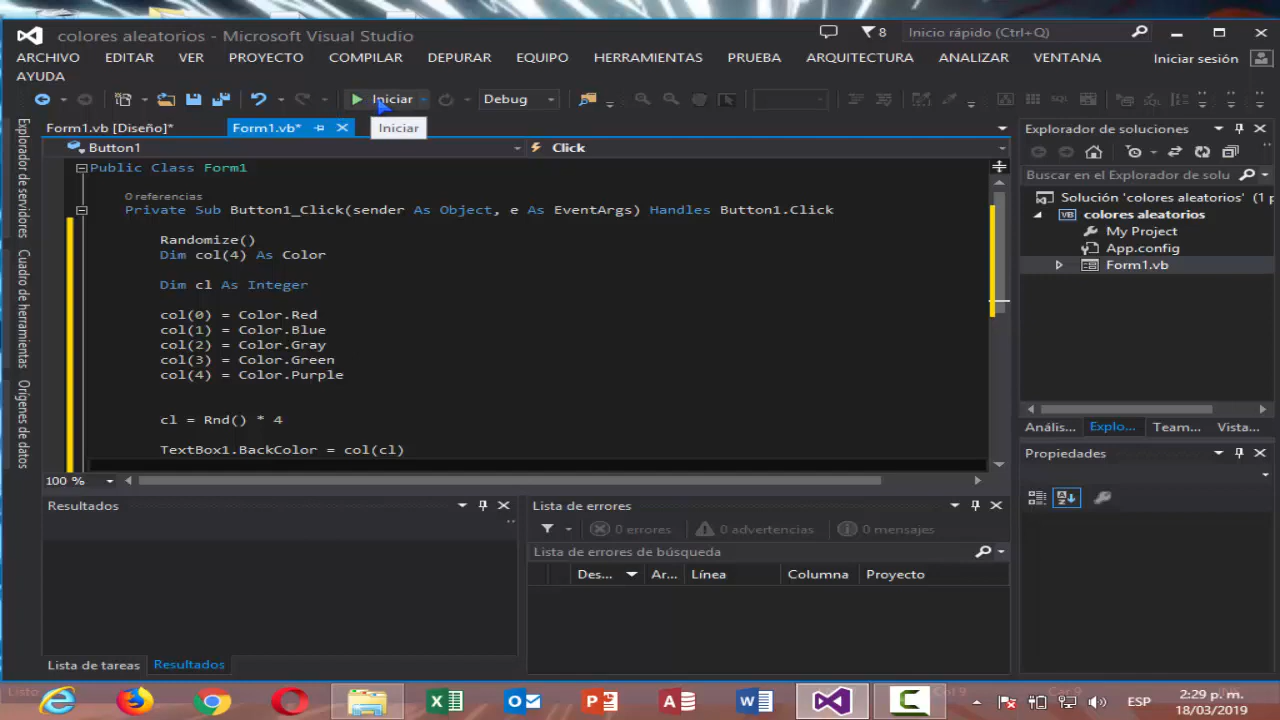 colores aleatorios - Microsoft Visual Studio
8
Inicio rápido (Ctrl+Q)
ARCHIVO EDITAR VER PROYECTO COMPILAR DEPURAR EQUIPO HERRAMIENTAS PRUEBA ARQUITECTURA ANALIZAR VENTANA Iniciar sesión
AYUDA
Iniciar Debug
Form1.vb [Diseño]* Form1.vb* Iniciar
Button1 Click
Explorador de servidores
Cuadro de herramientas
Orígenes de datos
Public Class Form1
0 referencias
Private Sub Button1_Click(sender As Object, e As EventArgs) Handles Button1.Click
Randomize()
Dim col(4) As Color
Dim cl As Integer
col(0) = Color.Red
col(1) = Color.Blue
col(2) = Color.Gray
col(3) = Color.Green
col(4) = Color.Purple
cl = Rnd() * 4
TextBox1.BackColor = col(cl)
100 %
Explorador de soluciones
Buscar en el Explorador de solu
Solución 'colores aleatorios' (1 p
colores aleatorios
My Project
App.config
Form1.vb
Anális... Explo... Team... Vista...
Propiedades
Resultados
Lista de errores
0 errores 0 advertencias 0 mensajes
Lista de errores de búsqueda
Des... Ar... Línea Columna Proyecto
Lista de tareas Resultados
Listo Col 9 Car 9
ESP
2:29 p. m.
18/03/2019